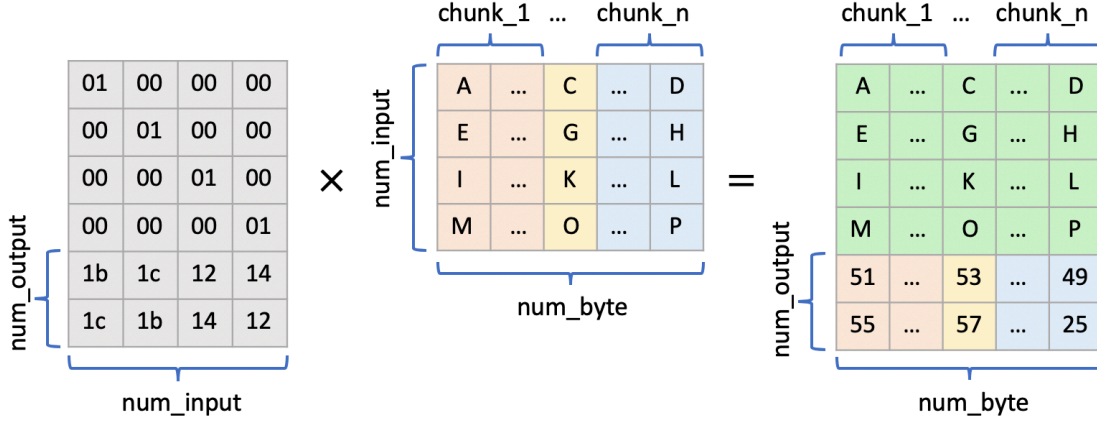 chunk_1 ... chunk_n
chunk_1 ... chunk_n
01 00 00 00
00 01 00 00
00 00 01 00
00 00 00 01
1b 1c 12 14
1c 1b 14 12
num_output
num_input
×
num_input
A ... C ... D
E ... G ... H
I ... K ... L
M ... O ... P
num_byte
=
A ... C ... D
E ... G ... H
I ... K ... L
M ... O ... P
51 ... 53 ... 49
55 ... 57 ... 25
num_output
num_byte